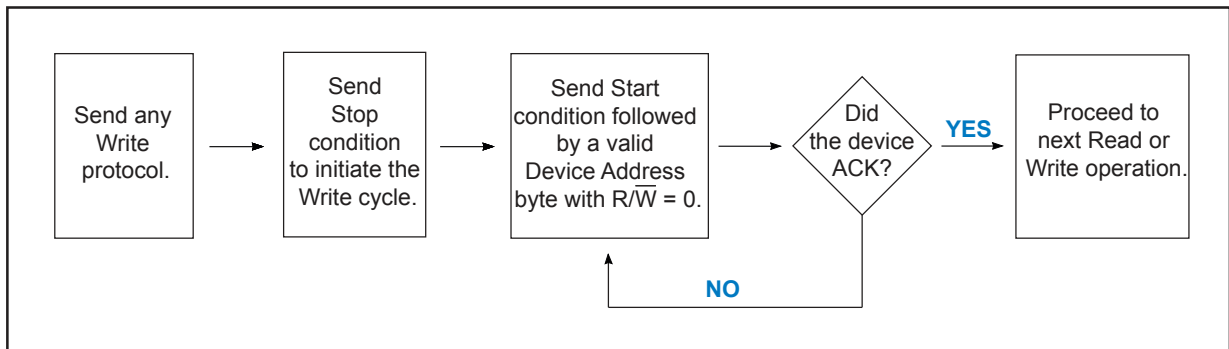 Send any
Write
protocol.
Send
Stop
condition
to initiate the
Write cycle.
Send Start
condition followed
by a valid
Device Address
byte with R/W̅ = 0.
Did
the device
ACK?
YES
Proceed to
next Read or
Write operation.
NO